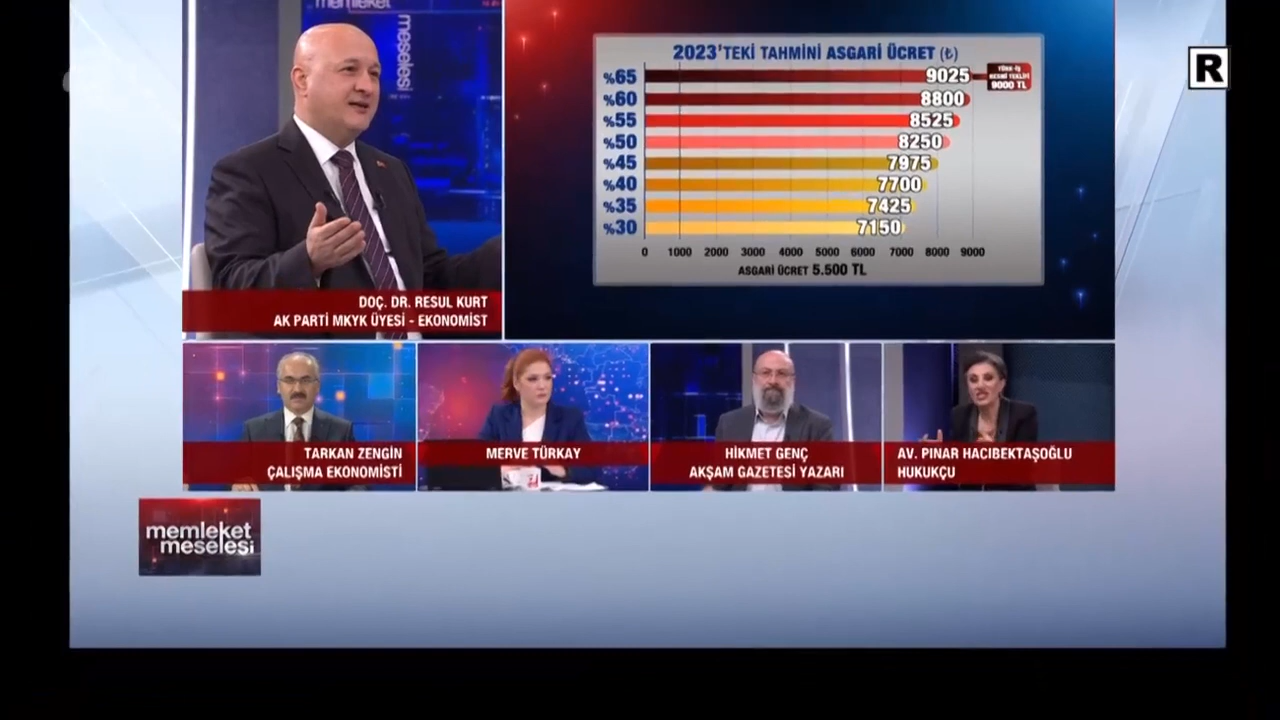 memleket
meselesi
2023'TEKİ TAHMİNİ ASGARİ ÜCRET (₺)
%65 9025
TÜRK-İŞ
RESMİ TEKLİFİ
9000 TL
%60 8800
%55 8525
%50 8250
%45 7975
%40 7700
%35 7425
%30 7150
0 1000 2000 3000 4000 5000 6000 7000 8000 9000
ASGARİ ÜCRET 5.500 TL
R
DOÇ. DR. RESUL KURT
AK PARTİ MKYK ÜYESİ - EKONOMİST
TARKAN ZENGİN
ÇALIŞMA EKONOMİSTİ
MERVE TÜRKAY
HİKMET GENÇ
AKŞAM GAZETESİ YAZARI
AV. PINAR HACIBEKTAŞOĞLU
HUKUKÇU
memleket
meselesi